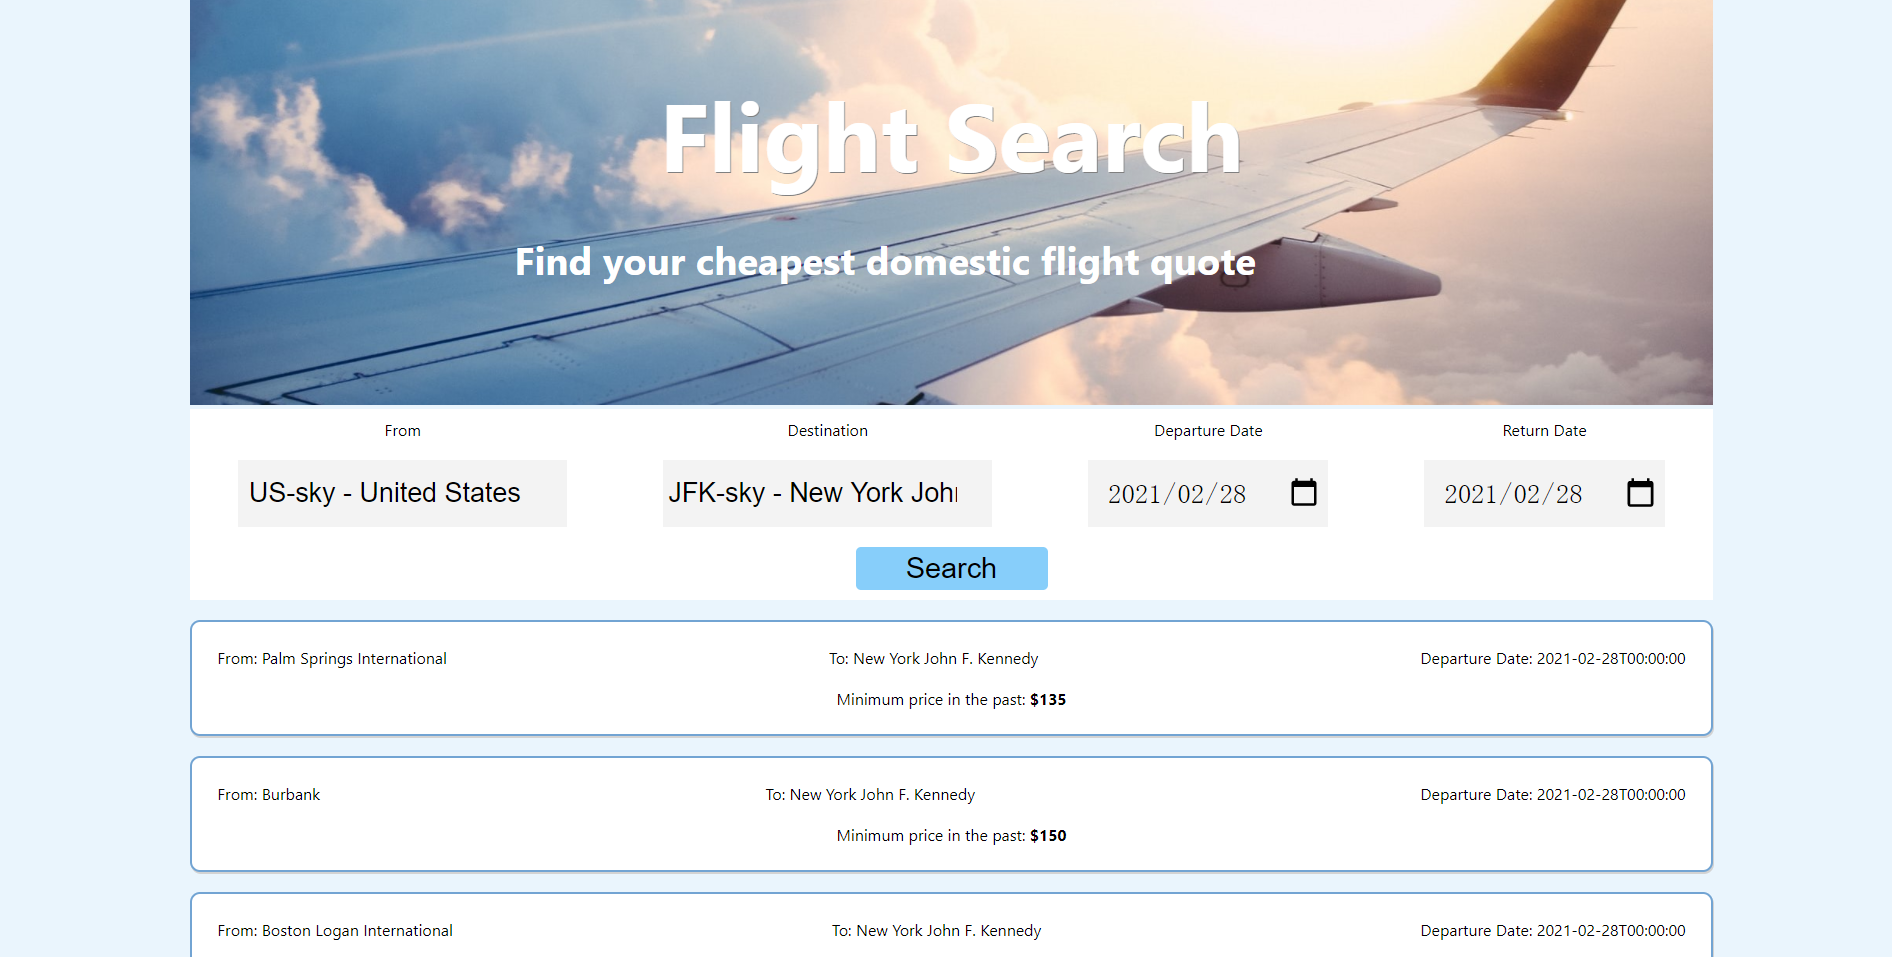 Flight Search
Find your cheapest domestic flight quote
From Destination Departure Date Return Date
US-sky - United States JFK-sky - New York Joh 2021/02/28 2021/02/28
Search
From: Palm Springs International To: New York John F. Kennedy Departure Date: 2021-02-28T00:00:00
Minimum price in the past: $135
From: Burbank To: New York John F. Kennedy Departure Date: 2021-02-28T00:00:00
Minimum price in the past: $150
From: Boston Logan International To: New York John F. Kennedy Departure Date: 2021-02-28T00:00:00